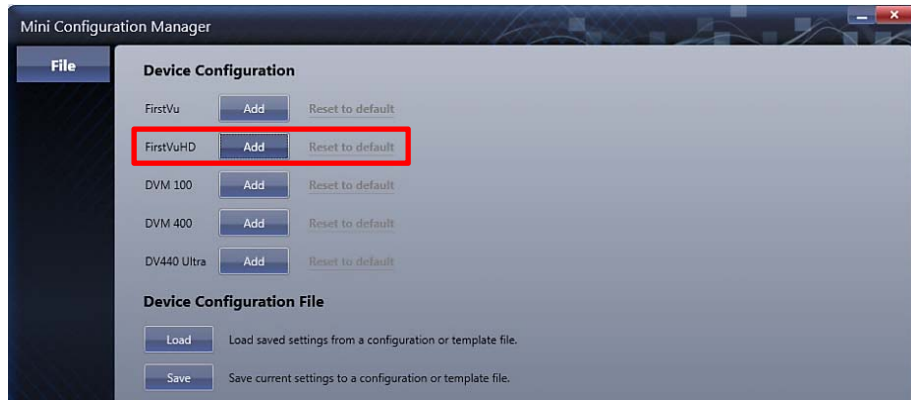 Mini Configuration Manager
File
Device Configuration
FirstVu Add Reset to default
FirstVuHD Add Reset to default
DVM 100 Add Reset to default
DVM 400 Add Reset to default
DV440 Ultra Add Reset to default
Device Configuration File
Load Load saved settings from a configuration or template file.
Save Save current settings to a configuration or template file.